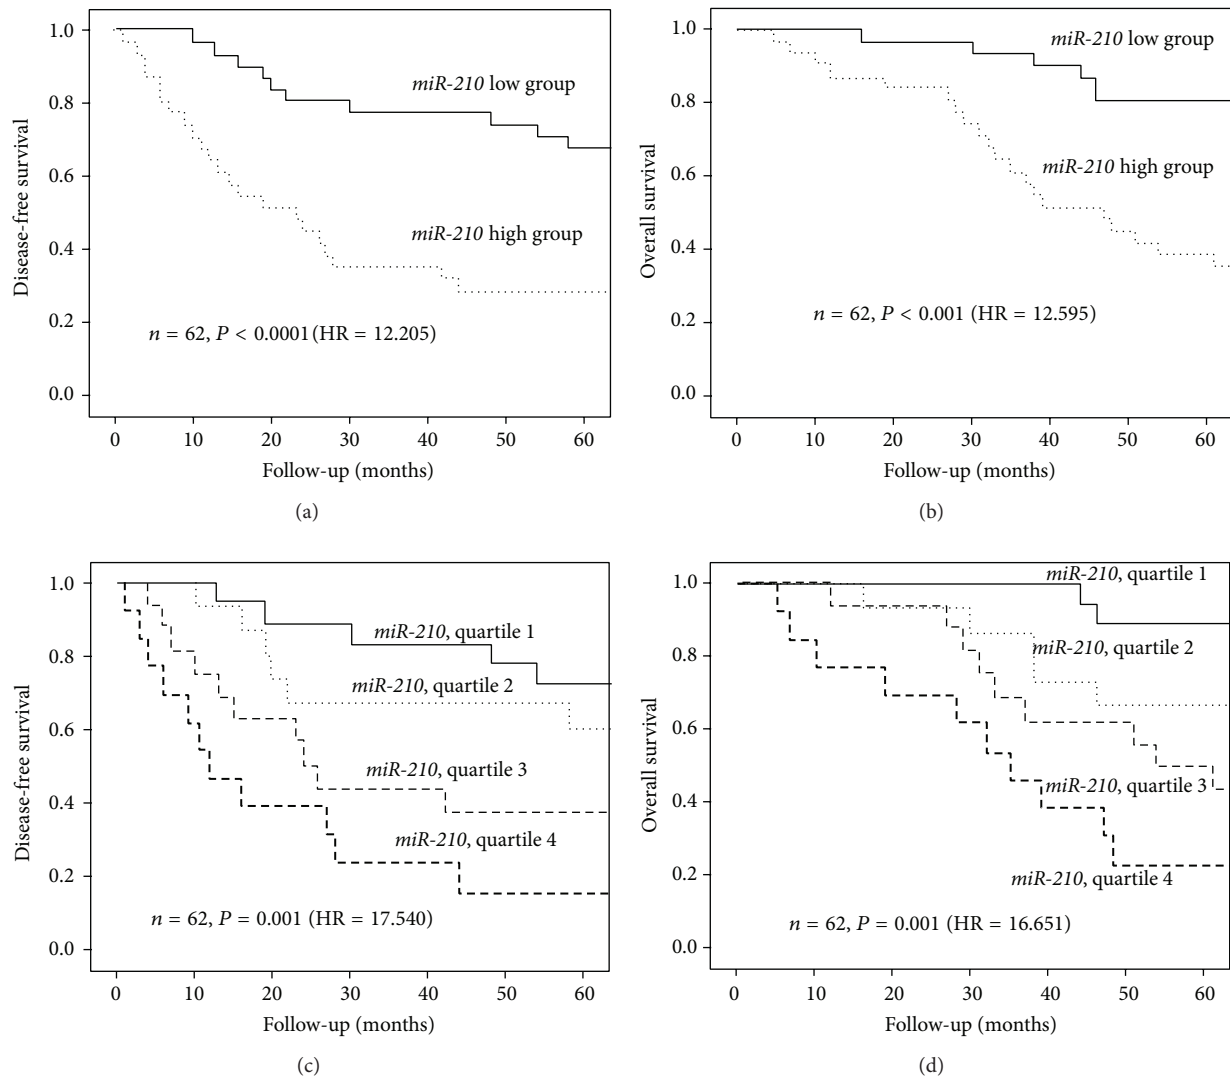 1.0
0.8
0.6
0.4
0.2
0.0
Disease-free survival
miR-210 low group
miR-210 high group
n = 62, P < 0.0001 (HR = 12.205)
0 10 20 30 40 50 60
Follow-up (months)
(a)
1.0
0.8
0.6
0.4
0.2
0.0
Overall survival
miR-210 low group
miR-210 high group
n = 62, P < 0.001 (HR = 12.595)
0 10 20 30 40 50 60
Follow-up (months)
(b)
1.0
0.8
0.6
0.4
0.2
0.0
Disease-free survival
miR-210, quartile 1
miR-210, quartile 2
miR-210, quartile 3
miR-210, quartile 4
n = 62, P = 0.001 (HR = 17.540)
0 10 20 30 40 50 60
Follow-up (months)
(c)
1.0
0.8
0.6
0.4
0.2
0.0
Overall survival
miR-210, quartile 1
miR-210, quartile 2
miR-210, quartile 3
miR-210, quartile 4
n = 62, P = 0.001 (HR = 16.651)
0 10 20 30 40 50 60
Follow-up (months)
(d)